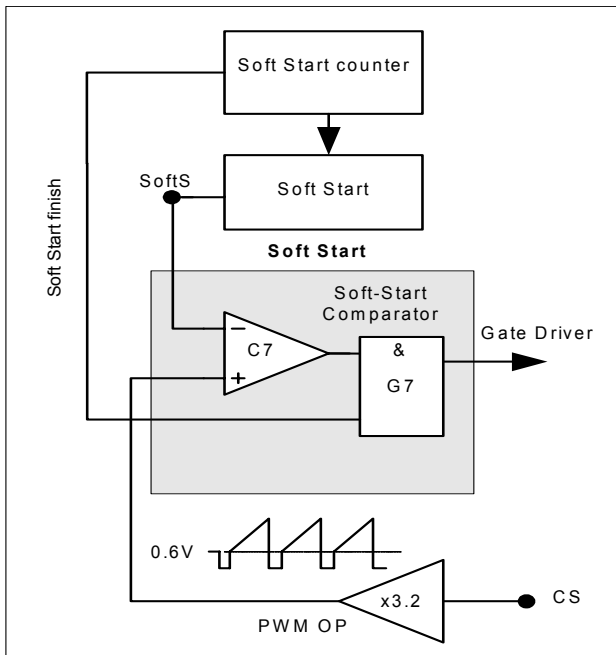 Soft Start counter
Soft Start
SoftS
Soft Start finish
Soft Start
Soft-Start
Comparator
−
C7
+
&
G7
Gate Driver
0.6V
x3.2
CS
PWM OP